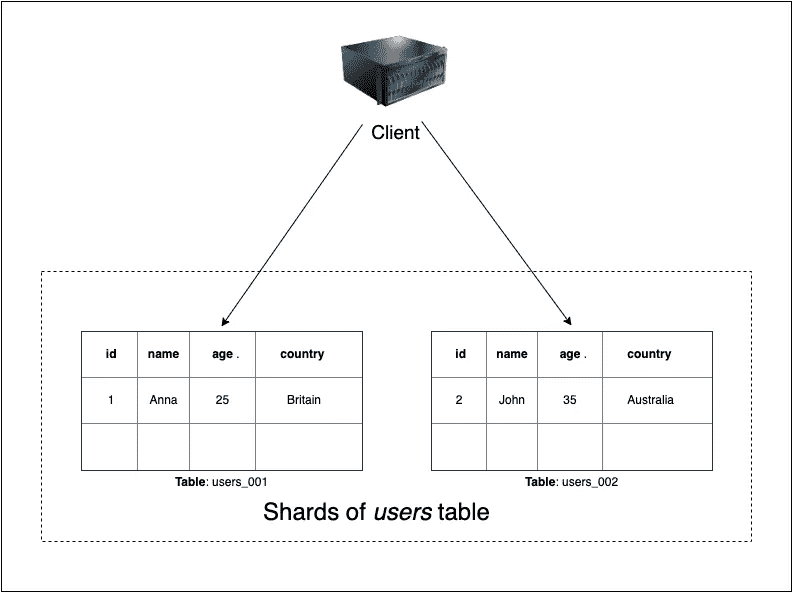 Client
id name age . country
1 Anna 25 Britain
Table: users_001
id name age . country
2 John 35 Australia
Table: users_002
Shards of users table